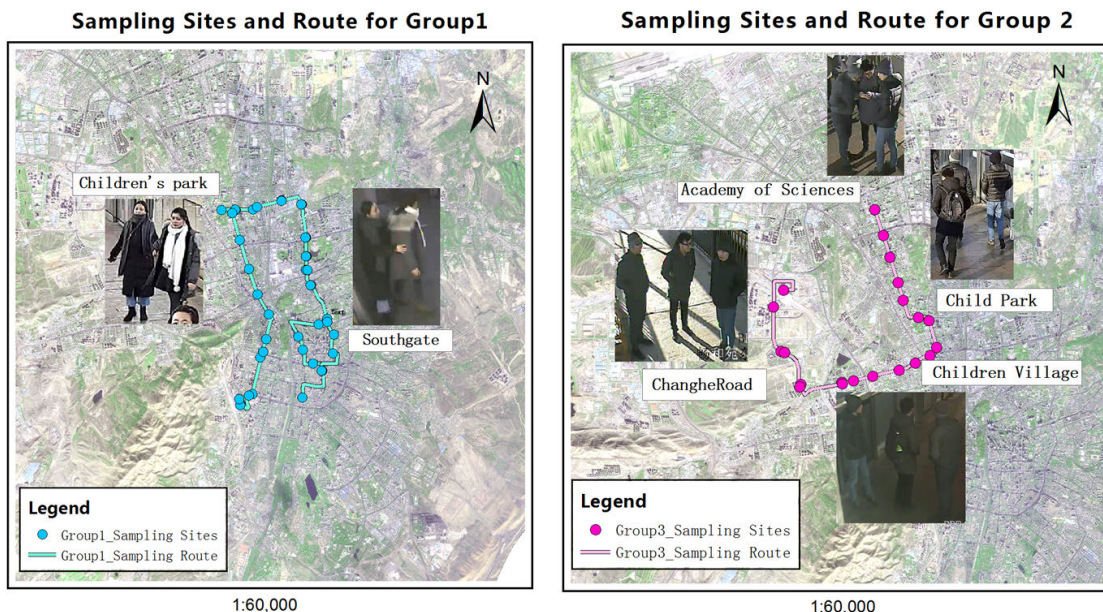 Sampling Sites and Route for Group1
N
Children's park
Southgate
Legend
Group1_Sampling Sites
Group1_Sampling Route
1:60,000
Sampling Sites and Route for Group 2
N
Academy of Sciences
Child Park
ChangheRoad
Children Village
Legend
Group3_Sampling Sites
Group3_Sampling Route
1:60,000